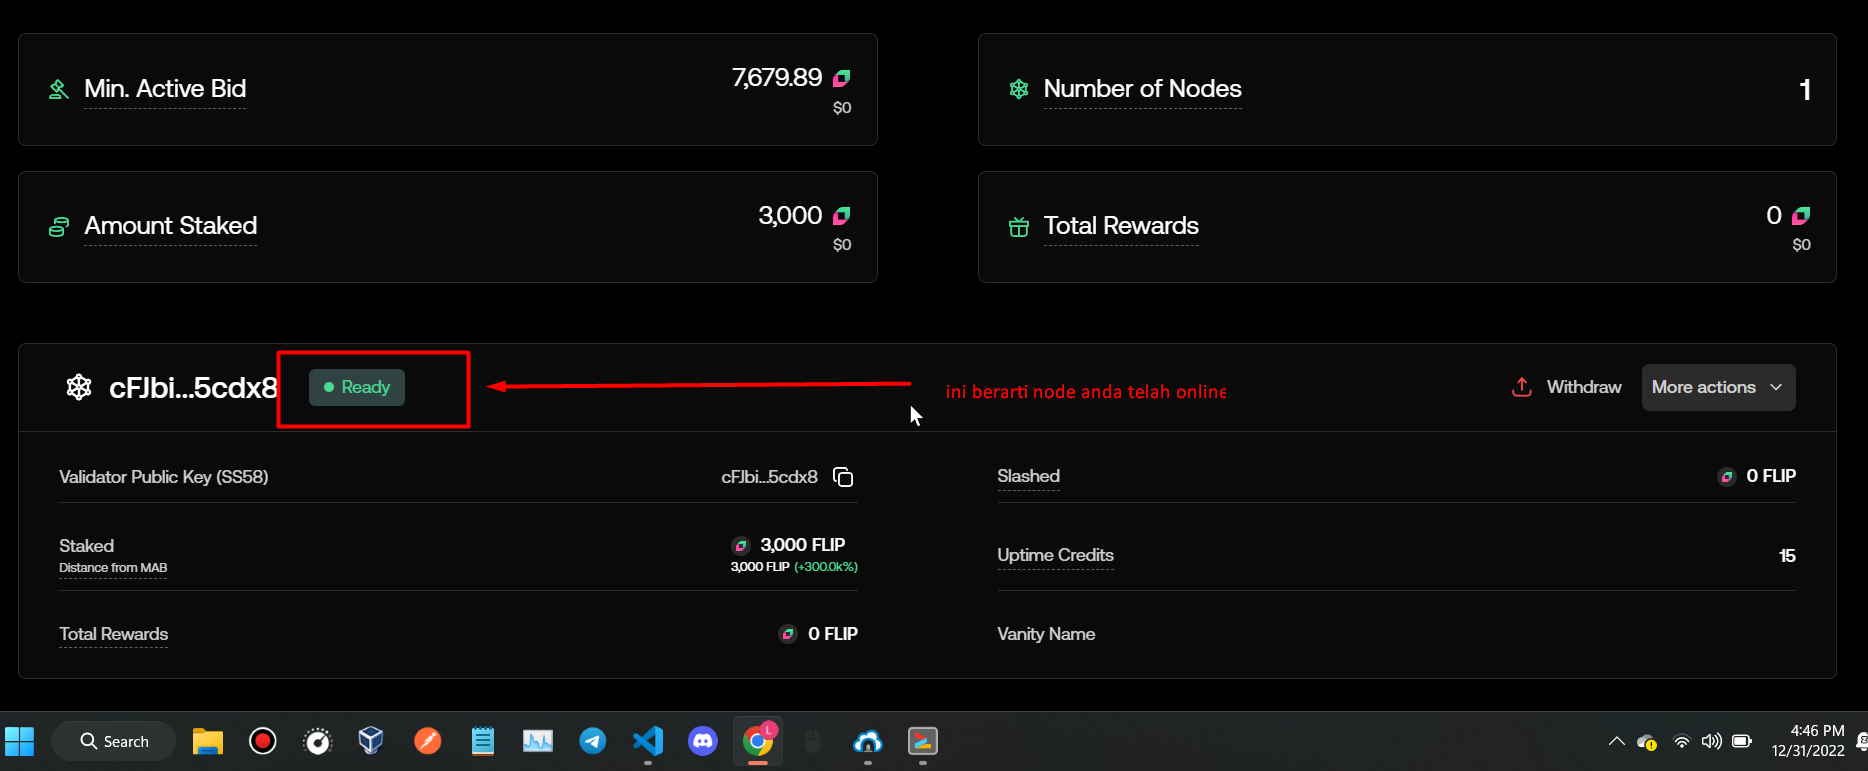 Min. Active Bid
7,679.89
$0
Number of Nodes
1
Amount Staked
3,000
$0
Total Rewards
0
$0
cFJbi...5cdx8
Ready
ini berarti node anda telah online
Withdraw
More actions
Validator Public Key (SS58)
cFJbi...5cdx8
Slashed
0 FLIP
Staked
3,000 FLIP
Distance from MAB
3,000 FLIP (+300.0k%)
Uptime Credits
15
Total Rewards
0 FLIP
Vanity Name
Search
L
4:46 PM
12/31/2022